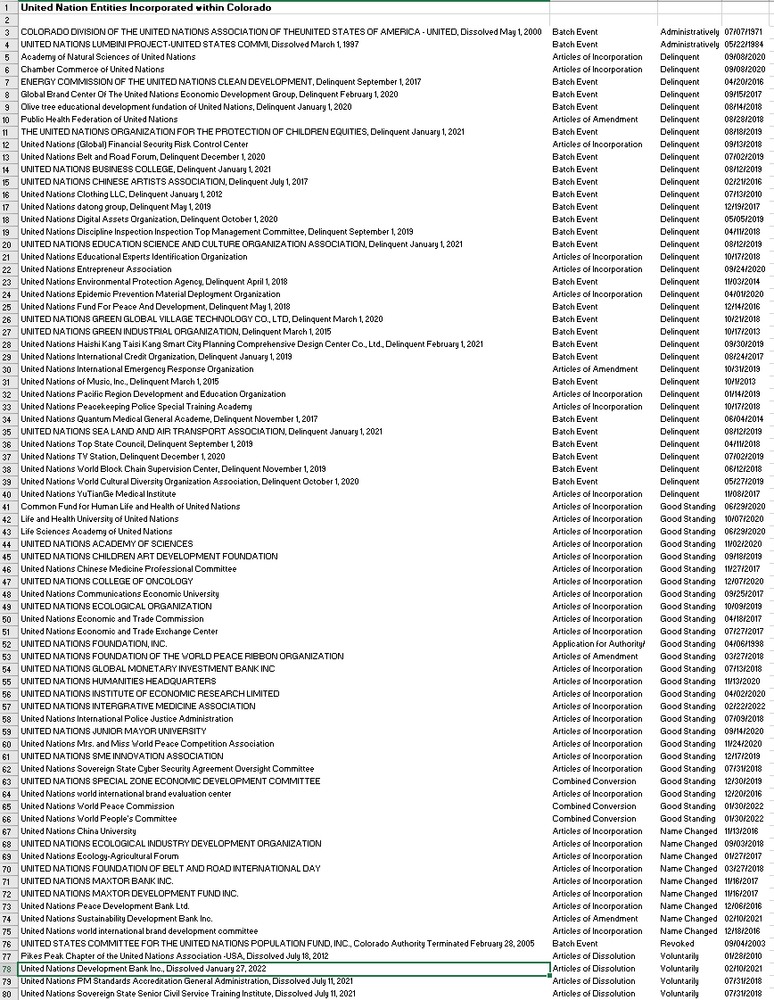 1 United Nation Entities Incorporated within Colorado
2
3 COLORADO DIVISION OF THE UNITED NATIONS ASSOCIATION OF THEUNITED STATES OF AMERICA - UNITED, Dissolved May 1, 2000 Batch Event Administratively 07/07/1971
4 UNITED NATIONS LUMBINI PROJECT-UNITED STATES COMMI, Dissolved March 1, 1997 Batch Event Administratively 05/22/1984
5 Academy of Natural Sciences of United Nations Articles of Incorporation Delinquent 09/08/2020
6 Chamber Commerce of United Nations Articles of Incorporation Delinquent 09/08/2020
7 ENERGY COMMISSION OF THE UNITED NATIONS CLEAN DEVELOPMENT, Delinquent September 1, 2017 Batch Event Delinquent 04/20/2016
8 Global Brand Center Of The United Nations Economic Development Group, Delinquent February 1, 2020 Batch Event Delinquent 09/15/2017
9 Olive tree educational development fundation of United Nations, Delinquent January 1, 2020 Batch Event Delinquent 08/14/2018
10 Public Health Federation of United Nations Articles of Amendment Delinquent 08/28/2018
11 THE UNITED NATIONS ORGANIZATION FOR THE PROTECTION OF CHILDREN EQUITIES, Delinquent January 1, 2021 Batch Event Delinquent 08/18/2019
12 United Nations (Global) Financial Security Risk Control Center Articles of Incorporation Delinquent 09/13/2018
13 United Nations Belt and Road Forum, Delinquent December 1, 2020 Batch Event Delinquent 07/02/2019
14 UNITED NATIONS BUSINESS COLLEGE, Delinquent January 1, 2021 Batch Event Delinquent 08/12/2019
15 UNITED NATIONS CHINESE ARTISTS ASSOCIATION, Delinquent July 1, 2017 Batch Event Delinquent 02/21/2016
16 United Nations Clothing LLC, Delinquent January 1, 2012 Batch Event Delinquent 07/13/2010
17 United Nations datong group, Delinquent May 1, 2019 Batch Event Delinquent 12/19/2017
18 United Nations Digital Assets Organization, Delinquent October 1, 2020 Batch Event Delinquent 05/05/2019
19 United Nations Discipline Inspection Inspection Top Management Committee, Delinquent September 1, 2019 Batch Event Delinquent 04/11/2018
20 UNITED NATIONS EDUCATION SCIENCE AND CULTURE ORGANIZATION ASSOCIATION, Delinquent January 1, 2021 Batch Event Delinquent 08/12/2019
21 United Nations Educational Experts Identification Organization Articles of Incorporation Delinquent 10/17/2018
22 United Nations Entrepreneur Association Articles of Incorporation Delinquent 09/24/2020
23 United Nations Environmental Protection Agency, Delinquent April 1, 2018 Batch Event Delinquent 11/03/2014
24 United Nations Epidemic Prevention Material Deployment Organization Articles of Incorporation Delinquent 04/01/2020
25 United Nations Fund For Peace And Development, Delinquent May 1, 2018 Batch Event Delinquent 12/14/2016
26 UNITED NATIONS GREEN GLOBAL VILLAGE TECHNOLOGY CO., LTD, Delinquent March 1, 2020 Batch Event Delinquent 10/21/2018
27 UNITED NATIONS GREEN INDUSTRIAL ORGANIZATION, Delinquent March 1, 2015 Batch Event Delinquent 10/17/2013
28 United Nations Haishi Kang Taisi Kang Smart City Planning Comprehensive Design Center Co., Ltd., Delinquent February 1, 2021 Batch Event Delinquent 09/30/2019
29 United Nations International Credit Organization, Delinquent January 1, 2019 Batch Event Delinquent 08/24/2017
30 United Nations International Emergency Response Organization Articles of Amendment Delinquent 10/31/2019
31 United Nations of Music, Inc., Delinquent March 1, 2015 Batch Event Delinquent 10/1/2013
32 United Nations Pacific Region Development and Education Organization Articles of Incorporation Delinquent 01/14/2019
33 United Nations Peacekeeping Police Special Training Academy Articles of Incorporation Delinquent 10/17/2018
34 United Nations Quantum Medical General Academe, Delinquent November 1, 2017 Batch Event Delinquent 06/04/2014
35 UNITED NATIONS SEA LAND AND AIR TRANSPORT ASSOCIATION, Delinquent January 1, 2021 Batch Event Delinquent 08/12/2019
36 United Nations Top State Council, Delinquent September 1, 2019 Batch Event Delinquent 04/11/2018
37 United Nations TV Station, Delinquent December 1, 2020 Batch Event Delinquent 07/02/2019
38 United Nations World Block Chain Supervision Center, Delinquent November 1, 2019 Batch Event Delinquent 06/12/2018
39 United Nations World Cultural Diversity Organization Association, Delinquent October 1, 2020 Batch Event Delinquent 05/27/2019
40 United Nations YuTianGe Medical Institute Articles of Incorporation Delinquent 11/08/2017
41 Common Fund for Human Life and Health of United Nations Articles of Incorporation Good Standing 06/29/2020
42 Life and Health University of United Nations Articles of Incorporation Good Standing 10/07/2020
43 Life Sciences Academy of United Nations Articles of Incorporation Good Standing 06/29/2020
44 UNITED NATIONS ACADEMY OF SCIENCES Articles of Incorporation Good Standing 11/02/2020
45 UNITED NATIONS CHILDREN ART DEVELOPMENT FOUNDATION Articles of Incorporation Good Standing 09/18/2019
46 United Nations Chinese Medicine Professional Committee Articles of Incorporation Good Standing 11/27/2017
47 UNITED NATIONS COLLEGE OF ONCOLOGY Articles of Incorporation Good Standing 12/07/2020
48 United Nations Communications Economic University Articles of Incorporation Good Standing 09/25/2017
49 UNITED NATIONS ECOLOGICAL ORGANIZATION Articles of Incorporation Good Standing 10/09/2019
50 United Nations Economic and Trade Commission Articles of Incorporation Good Standing 04/18/2017
51 United Nations Economic and Trade Exchange Center Articles of Incorporation Good Standing 07/27/2017
52 UNITED NATIONS FOUNDATION, INC. Application for Authority/ Good Standing 04/06/1998
53 UNITED NATIONS FOUNDATION OF THE WORLD PEACE RIBBON ORGANIZATION Articles of Amendment Good Standing 03/27/2018
54 UNITED NATIONS GLOBAL MONETARY INVESTMENT BANK INC Articles of Incorporation Good Standing 07/13/2018
55 UNITED NATIONS HUMANITIES HEADQUARTERS Articles of Incorporation Good Standing 11/13/2020
56 UNITED NATIONS INSTITUTE OF ECONOMIC RESEARCH LIMITED Articles of Incorporation Good Standing 04/02/2020
57 UNITED NATIONS INTERGRATIVE MEDICINE ASSOCIATION Articles of Incorporation Good Standing 02/22/2022
58 United Nations International Police Justice Administration Articles of Incorporation Good Standing 07/09/2018
59 UNITED NATIONS JUNIOR MAYOR UNIVERSITY Articles of Incorporation Good Standing 09/14/2020
60 United Nations Mrs. and Miss World Peace Competition Association Articles of Incorporation Good Standing 11/24/2020
61 UNITED NATIONS SME INNOVATION ASSOCIATION Articles of Incorporation Good Standing 12/17/2019
62 United Nations Sovereign State Cyber Security Agreement Oversight Committee Articles of Incorporation Good Standing 07/31/2018
63 UNITED NATIONS SPECIAL ZONE ECONOMIC DEVELOPMENT COMMITTEE Combined Conversion Good Standing 12/30/2019
64 United Nations world international brand evaluation center Articles of Incorporation Good Standing 12/20/2016
65 United Nations World Peace Commission Combined Conversion Good Standing 01/30/2022
66 United Nations World People's Committee Combined Conversion Good Standing 01/30/2022
67 United Nations China University Articles of Incorporation Name Changed 11/13/2016
68 UNITED NATIONS ECOLOGICAL INDUSTRY DEVELOPMENT ORGANIZATION Articles of Incorporation Name Changed 09/03/2018
69 United Nations Ecology-Agricultural Forum Articles of Incorporation Name Changed 01/27/2017
70 UNITED NATIONS FOUNDATION OF BELT AND ROAD INTERNATIONAL DAY Articles of Incorporation Name Changed 03/27/2018
71 UNITED NATIONS MAXTOR BANK INC. Articles of Incorporation Name Changed 11/16/2017
72 UNITED NATIONS MAXTOR DEVELOPMENT FUND INC. Articles of Incorporation Name Changed 11/16/2017
73 United Nations Peace Development Bank Ltd. Articles of Incorporation Name Changed 12/06/2016
74 United Nations Sustainability Development Bank Inc. Articles of Amendment Name Changed 02/10/2021
75 United Nations world international brand development committee Articles of Incorporation Name Changed 12/18/2016
76 UNITED STATES COMMITTEE FOR THE UNITED NATIONS POPULATION FUND, INC., Colorado Authority Terminated February 28, 2005 Batch Event Revoked 09/04/2003
77 Pikes Peak Chapter of the United Nations Association -USA, Dissolved July 18, 2012 Articles of Dissolution Voluntarily 01/28/2010
78 United Nations Development Bank Inc., Dissolved January 27, 2022 Articles of Dissolution Voluntarily 02/10/2021
79 United Nations PM Standards Accreditation General Administration, Dissolved July 11, 2021 Articles of Dissolution Voluntarily 07/31/2018
80 United Nations Sovereign State Senior Civil Service Training Institute, Dissolved July 11, 2021 Articles of Dissolution Voluntarily 07/31/2018